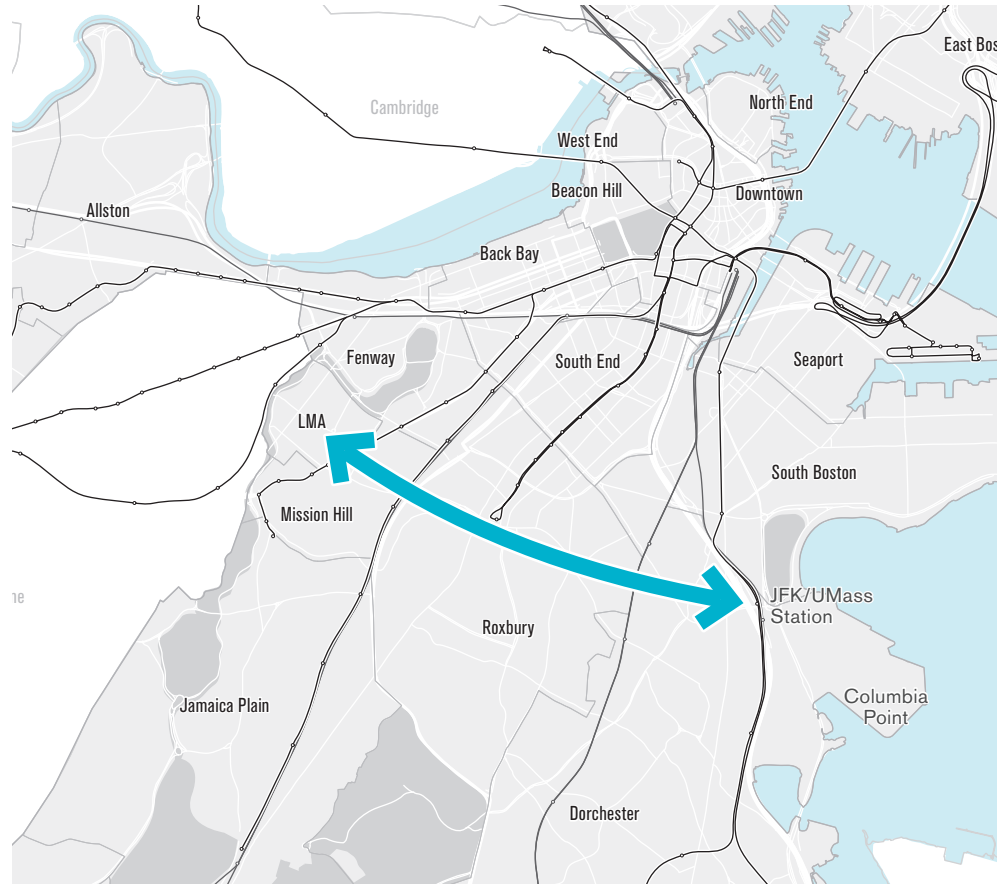 East Bos
North End
Cambridge
West End
Beacon Hill
Downtown
Allston
Back Bay
Fenway
South End
Seaport
LMA
South Boston
Mission Hill
ne
JFK/UMass
Station
Roxbury
Jamaica Plain
Columbia
Point
Dorchester